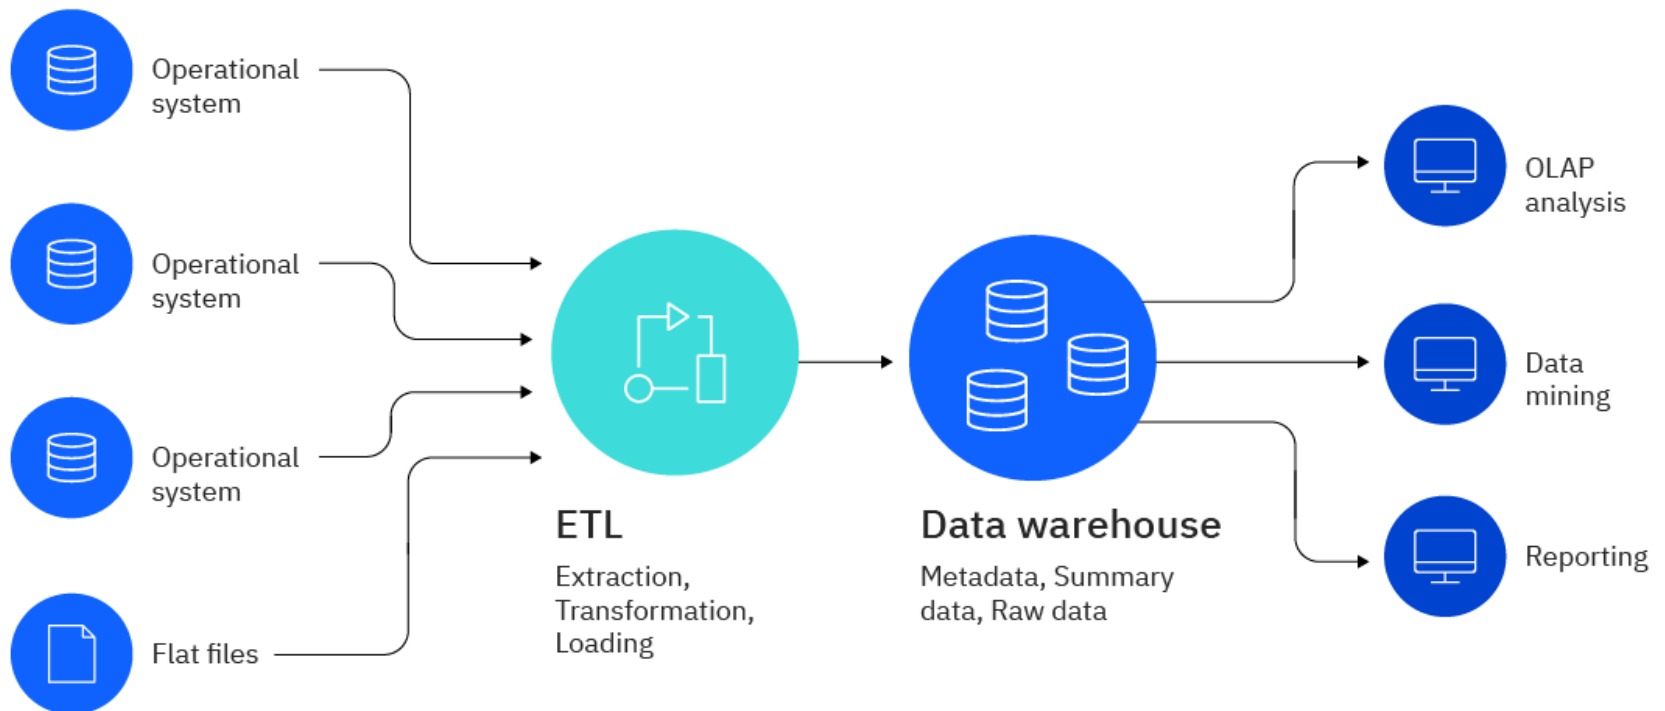 Operational
system
Operational
system
Operational
system
Flat files
ETL
Extraction,
Transformation,
Loading
Data warehouse
Metadata, Summary
data, Raw data
OLAP
analysis
Data
mining
Reporting